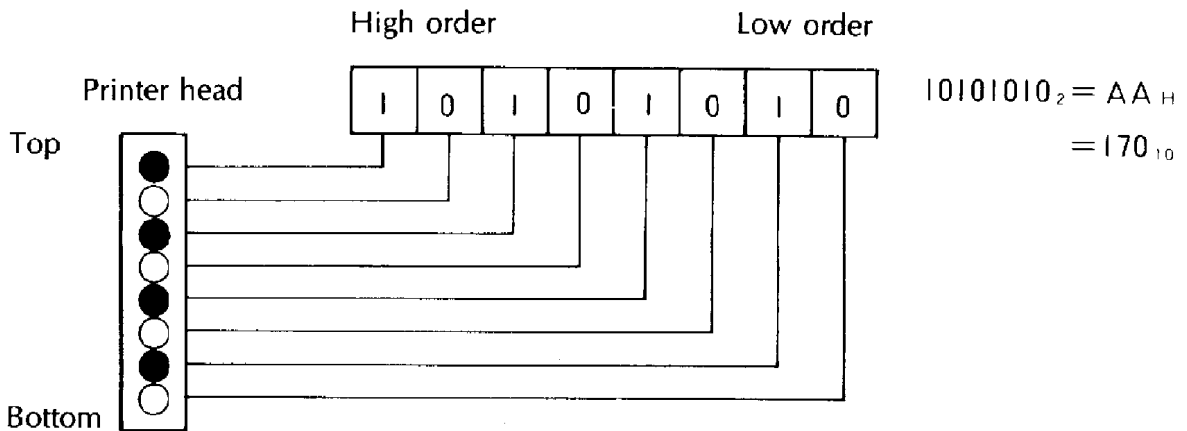 High order Low order
Printer head 1 0 1 0 1 0 1 0 10101010₂ = AA H
Top = 170₁₀
Bottom